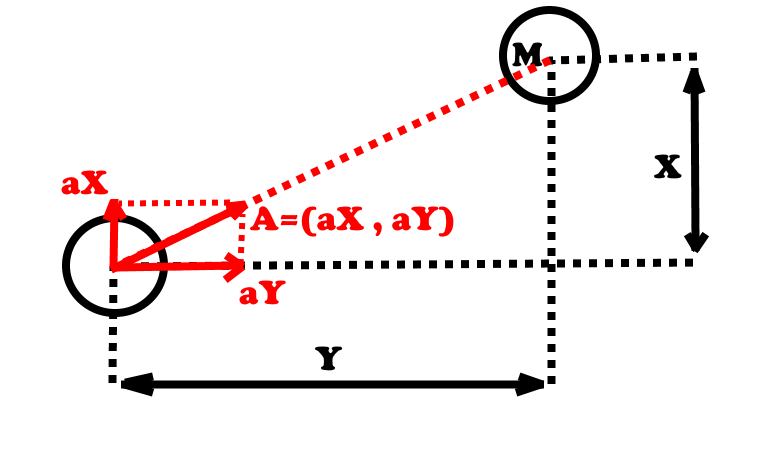 M
X
aX
A=(aX , aY)
aY
Y